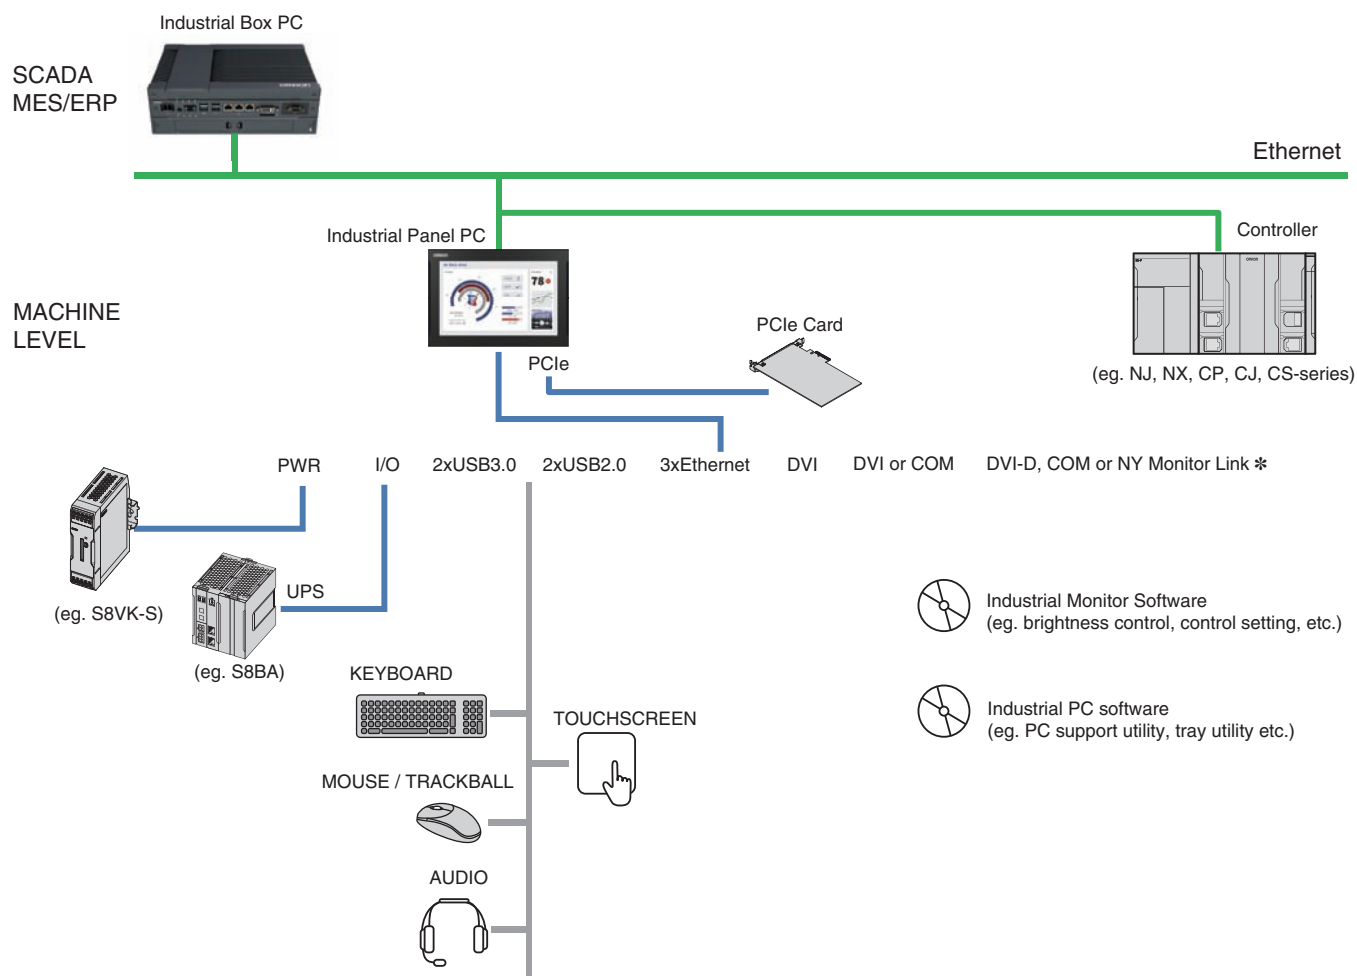 Industrial Box PC
SCADA
MES/ERP
Ethernet
Industrial Panel PC
Controller
MACHINE
LEVEL
PCIe Card
PCIe
(eg. NJ, NX, CP, CJ, CS-series)
PWR
I/O
2xUSB3.0
2xUSB2.0
3xEthernet
DVI
DVI or COM
DVI-D, COM or NY Monitor Link ✻
UPS
(eg. S8VK-S)
(eg. S8BA)
Industrial Monitor Software
(eg. brightness control, control setting, etc.)
KEYBOARD
TOUCHSCREEN
Industrial PC software
(eg. PC support utility, tray utility etc.)
MOUSE / TRACKBALL
AUDIO
78